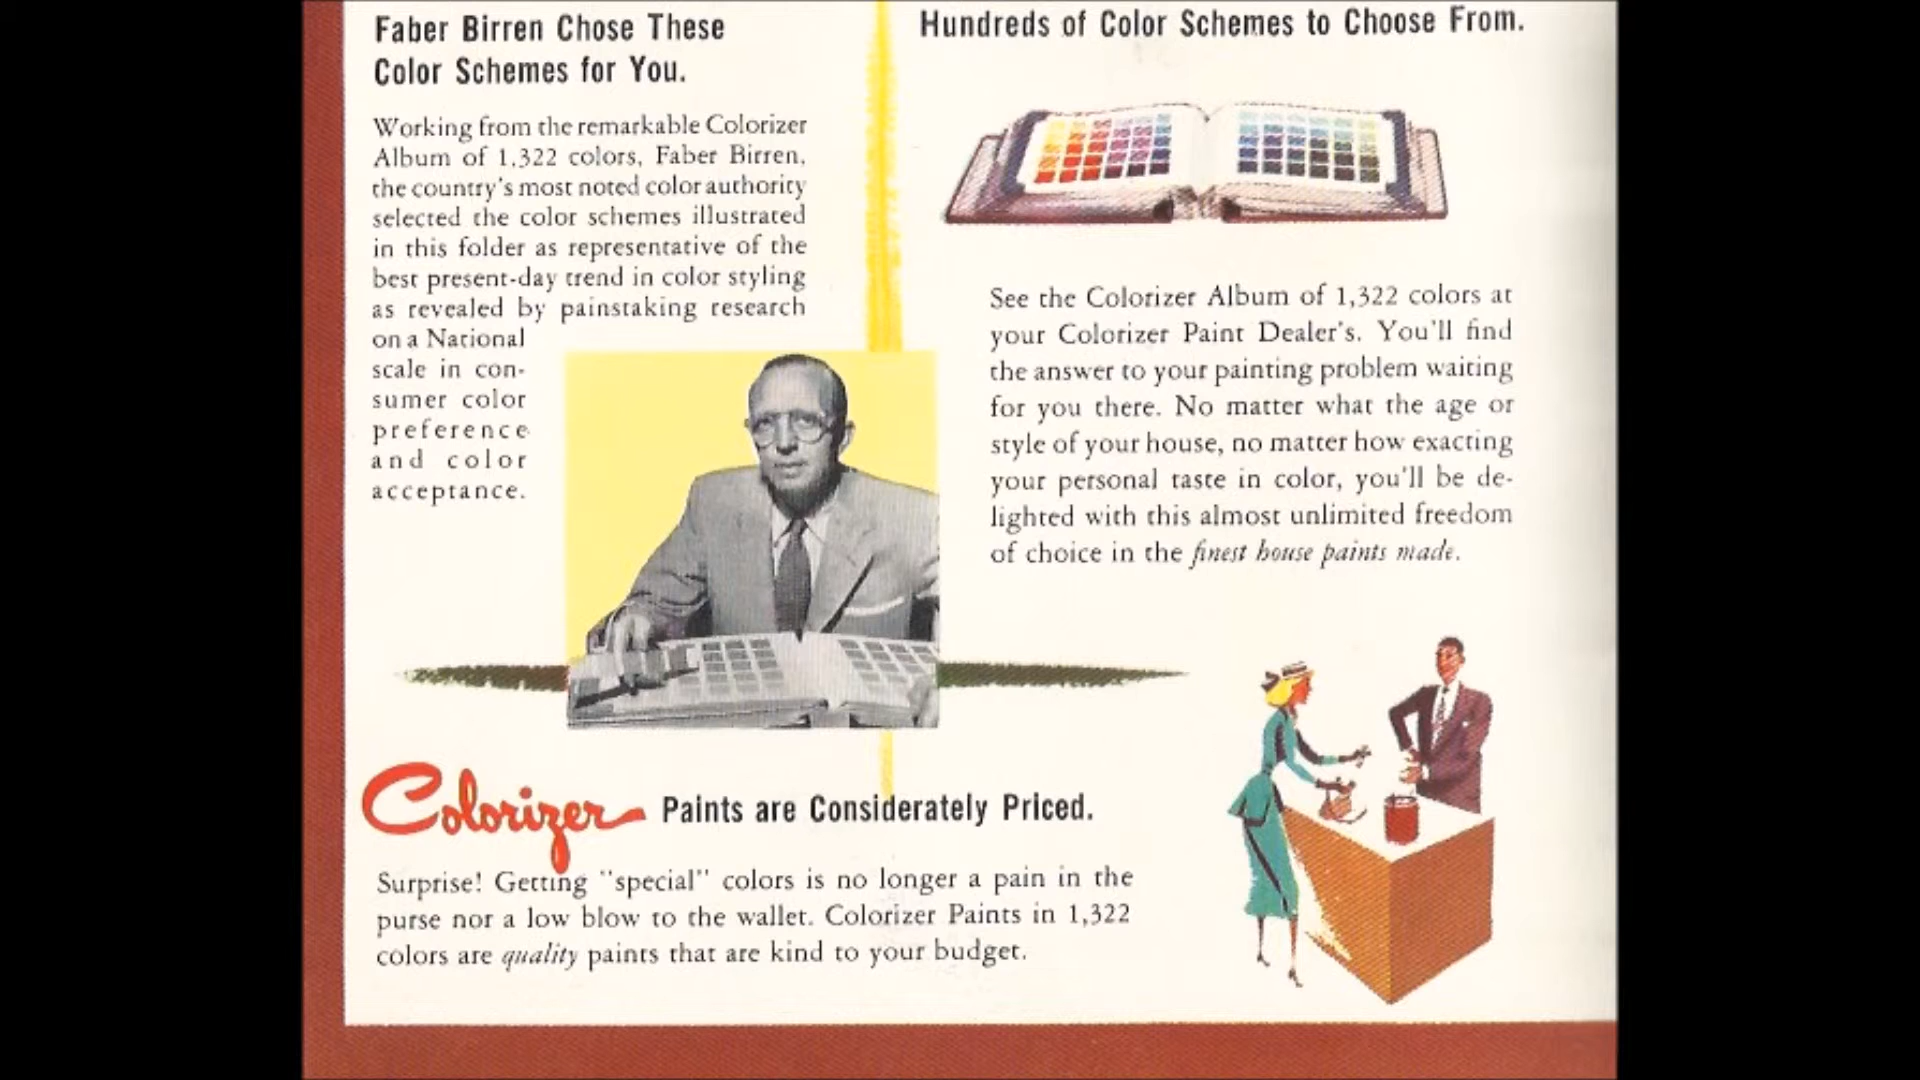 Faber Birren Chose These
Color Schemes for You.
Working from the remarkable Colorizer
Album of 1,322 colors, Faber Birren,
the country's most noted color authority
selected the color schemes illustrated
in this folder as representative of the
best present-day trend in color styling
as revealed by painstaking research
on a National
scale in con-
sumer color
preference
and color
acceptance.
Hundreds of Color Schemes to Choose From.
See the Colorizer Album of 1,322 colors at
your Colorizer Paint Dealer's. You'll find
the answer to your painting problem waiting
for you there. No matter what the age or
style of your house, no matter how exacting
your personal taste in color, you'll be de-
lighted with this almost unlimited freedom
of choice in the finest house paints made.
Colorizer Paints are Considerately Priced.
Surprise! Getting "special" colors is no longer a pain in the
purse nor a low blow to the wallet. Colorizer Paints in 1,322
colors are quality paints that are kind to your budget.